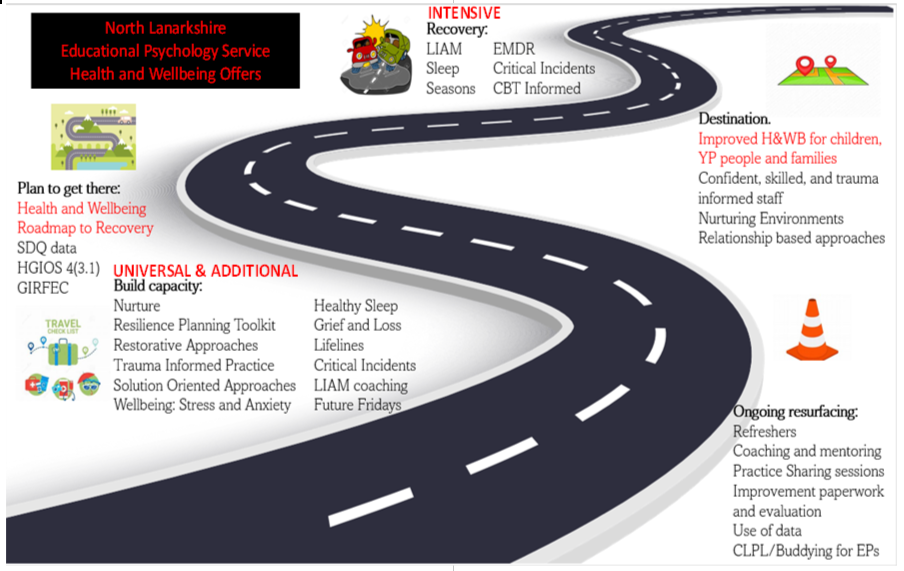 North Lanarkshire
Educational Psychology Service
Health and Wellbeing Offers
INTENSIVE
Recovery:
LIAM EMDR
Sleep Critical Incidents
Seasons CBT Informed
Destination.
Improved H&WB for children,
YP people and families
Confident, skilled, and trauma
informed staff
Nurturing Environments
Relationship based approaches
Plan to get there:
Health and Wellbeing
Roadmap to Recovery
SDQ data
HGIOS 4(3.1)
GIRFEC
UNIVERSAL & ADDITIONAL
Build capacity:
Nurture
Resilience Planning Toolkit
Restorative Approaches
Trauma Informed Practice
Solution Oriented Approaches
Wellbeing: Stress and Anxiety
Healthy Sleep
Grief and Loss
Lifelines
Critical Incidents
LIAM coaching
Future Fridays
TRAVEL
CHECK LIST
Ongoing resurfacing:
Refreshers
Coaching and mentoring
Practice Sharing sessions
Improvement paperwork
and evaluation
Use of data
CLPL/Buddying for EPs